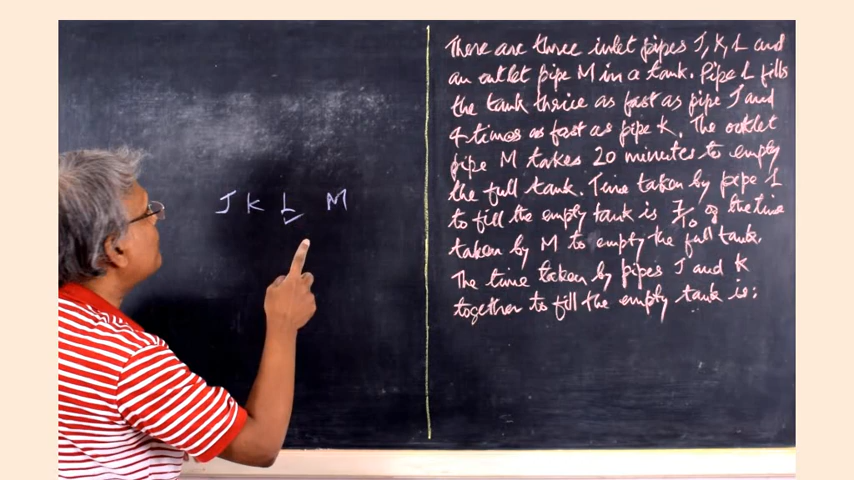 J K L M
There are three inlet pipes J, K, L and
an outlet pipe M in a tank. Pipe L fills
the tank thrice as fast as pipe J and
4 times as fast as pipe K. The outlet
pipe M takes 20 minutes to empty
the full tank. Time taken by pipe L
to fill the empty tank is 7/10 of the time
taken by M to empty the full tank.
The time taken by pipes J and K
together to fill the empty tank is: